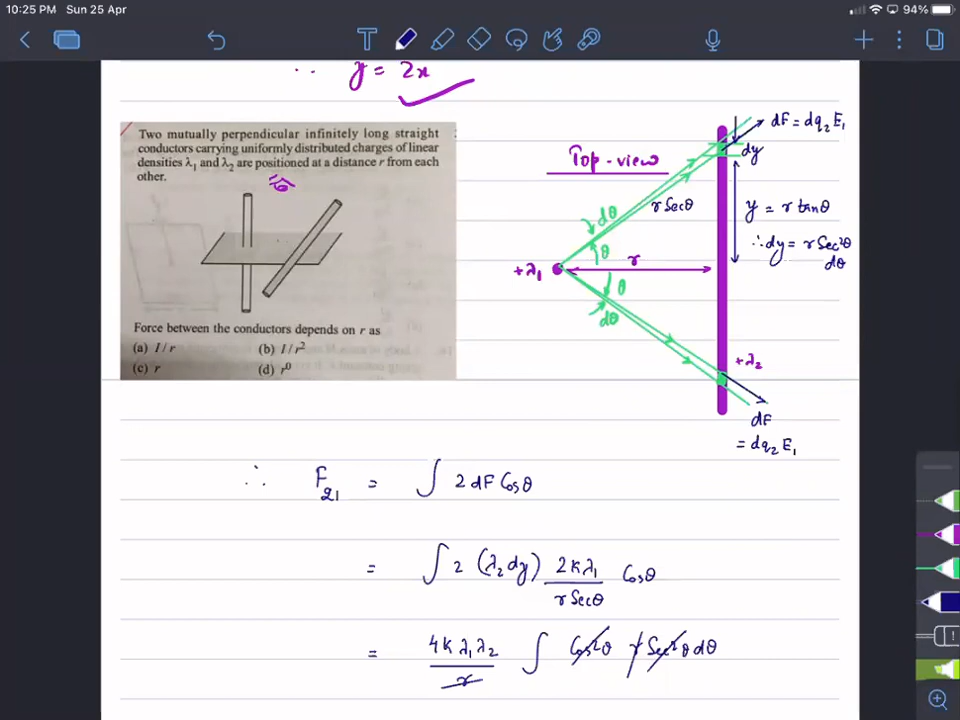 10:25 PM Sun 25 Apr 94%
∴ y = 2x
Two mutually perpendicular infinitely long straight
conductors carrying uniformly distributed charges of linear
densities λ₁ and λ₂ are positioned at a distance r from each
other.
Force between the conductors depends on r as
(a) 1/r (b) 1/r²
(c) r (d) r⁰
Top-view
dF = dq₂ E₁
dy
r Secθ
y = r tanθ
∴ dy = r Sec²θ
dθ
dθ
θ
r
+λ₁
θ
dθ
+λ₂
dF
= dq₂ E₁
∴ F₂₁ = ∫ 2 dF Cosθ
= ∫ 2 (λ₂dy) 2Kλ₁ / r Secθ Cosθ
= 4K λ₁ λ₂ / r ∫ Cos²θ r Sec²θ dθ